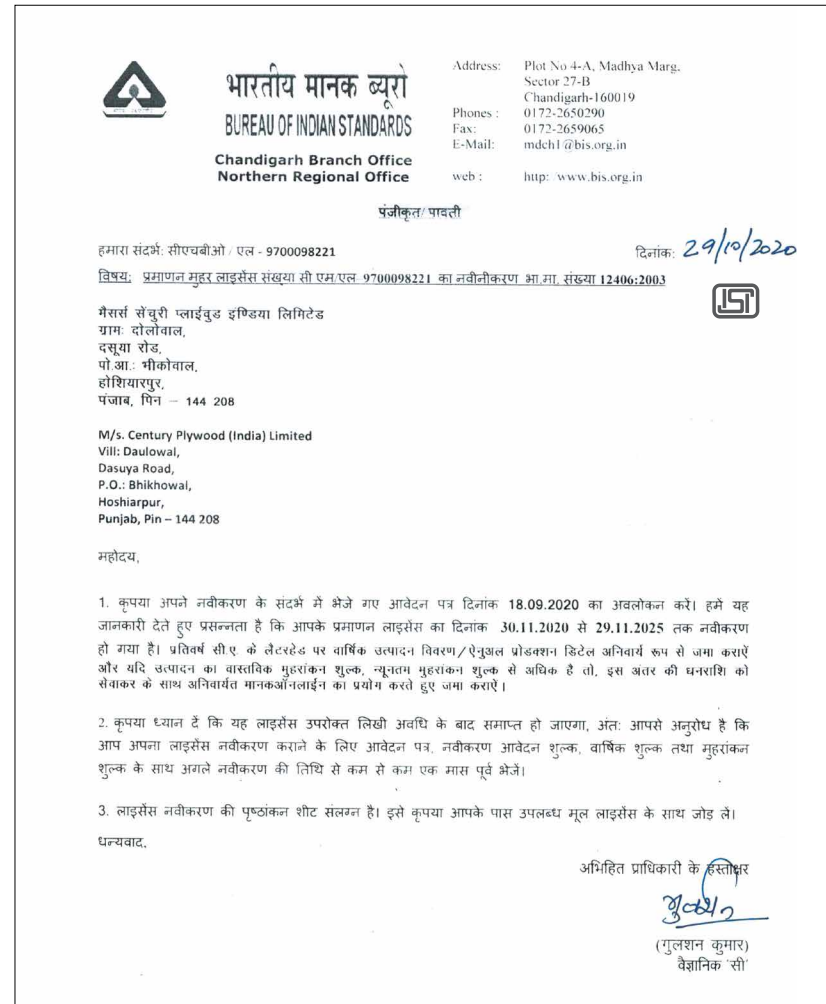 भारतीय मानक ब्यूरो
BUREAU OF INDIAN STANDARDS
Chandigarh Branch Office
Northern Regional Office
Address: Plot No 4-A, Madhya Marg,
Sector 27-B
Chandigarh-160019
Phones : 0172-2650290
Fax: 0172-2659065
E-Mail: mdch1@bis.org.in
web : http: /www.bis.org.in
पंजीकृत/ पावती
हमारा संदर्भ: सीएचबीओ / एल - 9700098221
दिनांक: 29/10/2020
विषय: प्रमाणन मुहर लाइसेंस संख्या सी एम/एल- 9700098221 का नवीनीकरण भा.मा. संख्या 12406:2003
ISI
मैसर्स सेंचुरी प्लाईवुड इण्डिया लिमिटेड
ग्राम: दोलोवाल,
दसूया रोड,
पो.आ.: भीकोवाल,
होशियारपुर,
पंजाब, पिन – 144 208
M/s. Century Plywood (India) Limited
Vill: Daulowal,
Dasuya Road,
P.O.: Bhikhowal,
Hoshiarpur,
Punjab, Pin – 144 208
महोदय,
1. कृपया अपने नवीकरण के संदर्भ में भेजे गए आवेदन पत्र दिनांक 18.09.2020 का अवलोकन करें। हमें यह
जानकारी देते हुए प्रसन्नता है कि आपके प्रमाणन लाइसेंस का दिनांक 30.11.2020 से 29.11.2025 तक नवीकरण
हो गया है। प्रतिवर्ष सी.ए. के लैटरहेड पर वार्षिक उत्पादन विवरण/ऐनुअल प्रोडक्शन डिटेल अनिवार्य रूप से जमा कराएँ
और यदि उत्पादन का वास्तविक मुहरांकन शुल्क, न्यूनतम मुहरांकन शुल्क से अधिक है तो, इस अंतर की धनराशि को
सेवाकर के साथ अनिवार्यत मानकऑनलाईन का प्रयोग करते हुए जमा कराएँ।
2. कृपया ध्यान दें कि यह लाइसेंस उपरोक्त लिखी अवधि के बाद समाप्त हो जाएगा, अंत: आपसे अनुरोध है कि
आप अपना लाइसेंस नवीकरण कराने के लिए आवेदन पत्र, नवीकरण आवेदन शुल्क, वार्षिक शुल्क तथा मुहरांकन
शुल्क के साथ अगले नवीकरण की तिथि से कम से कम एक मास पूर्व भेजें।
3. लाइसेंस नवीकरण की पृष्ठांकन शीट संलग्न है। इसे कृपया आपके पास उपलब्ध मूल लाइसेंस के साथ जोड़ लें।
धन्यवाद,
अभिहित प्राधिकारी के हस्ताक्षर
गुलशन
(गुलशन कुमार)
वैज्ञानिक 'सी'